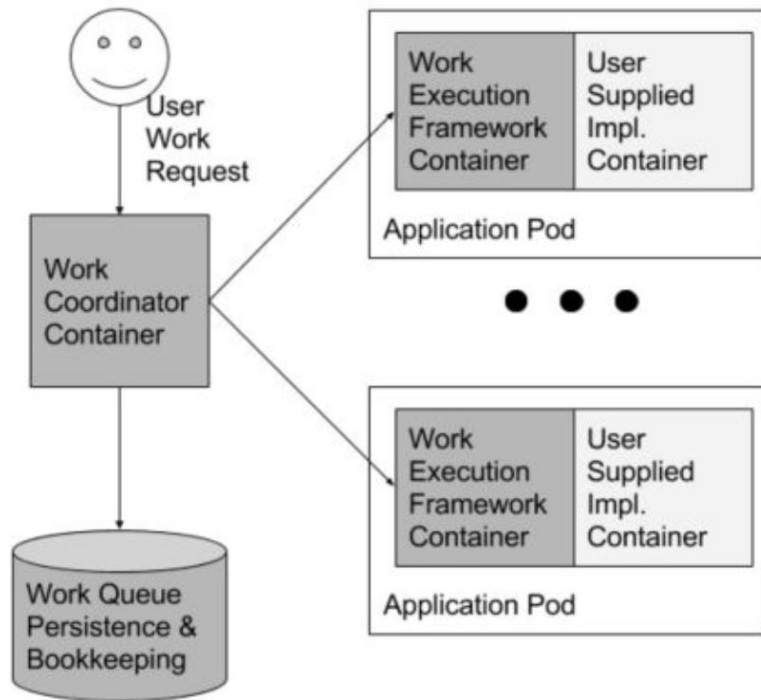 User
Work
Request
Work
Coordinator
Container
Work Queue
Persistence &
Bookkeeping
Work
Execution
Framework
Container
User
Supplied
Impl.
Container
Application Pod
Work
Execution
Framework
Container
User
Supplied
Impl.
Container
Application Pod